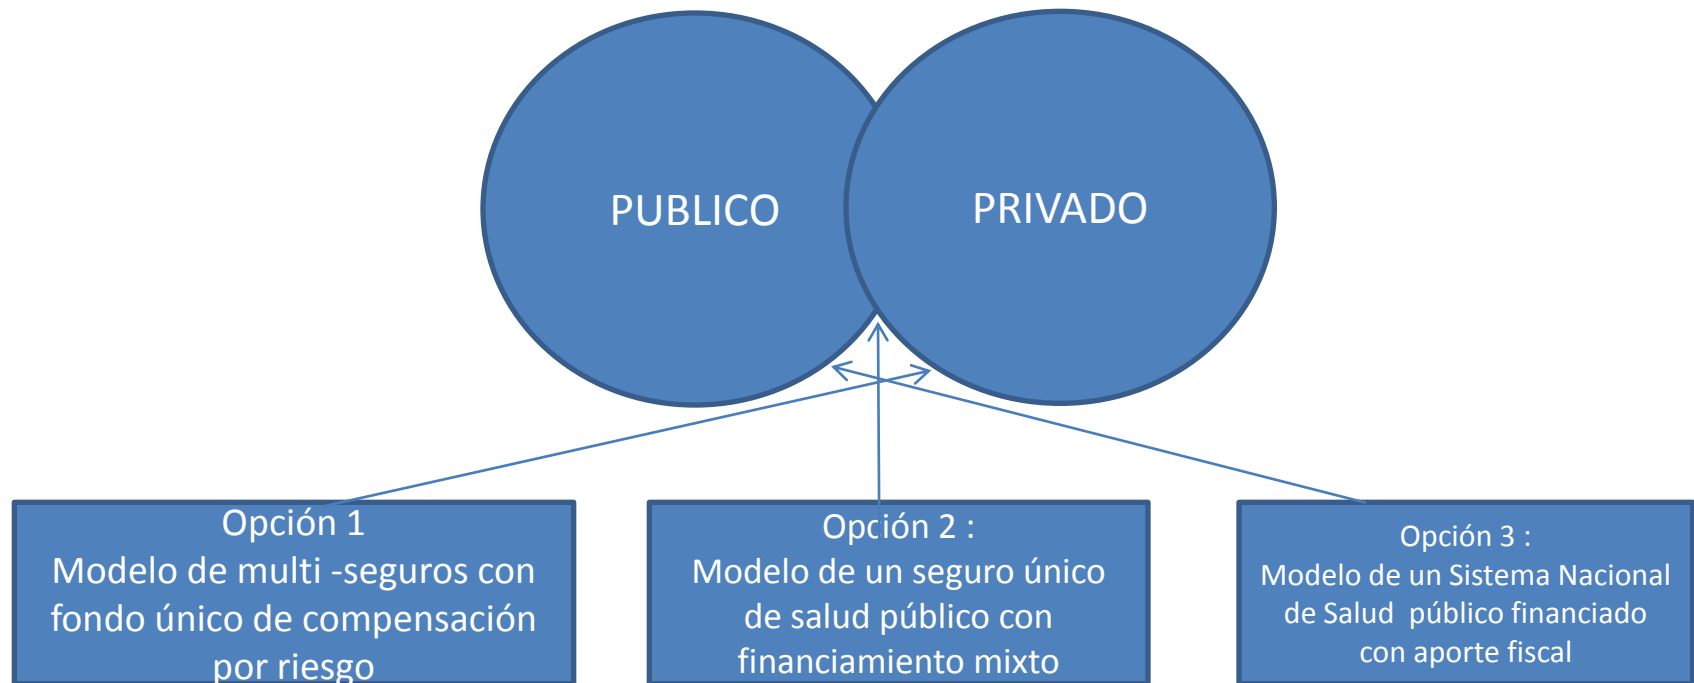 PUBLICO
PRIVADO
Opción 1
Modelo de multi -seguros con
fondo único de compensación
por riesgo
Opción 2 :
Modelo de un seguro único
de salud público con
financiamiento mixto
Opción 3 :
Modelo de un Sistema Nacional
de Salud público financiado
con aporte fiscal